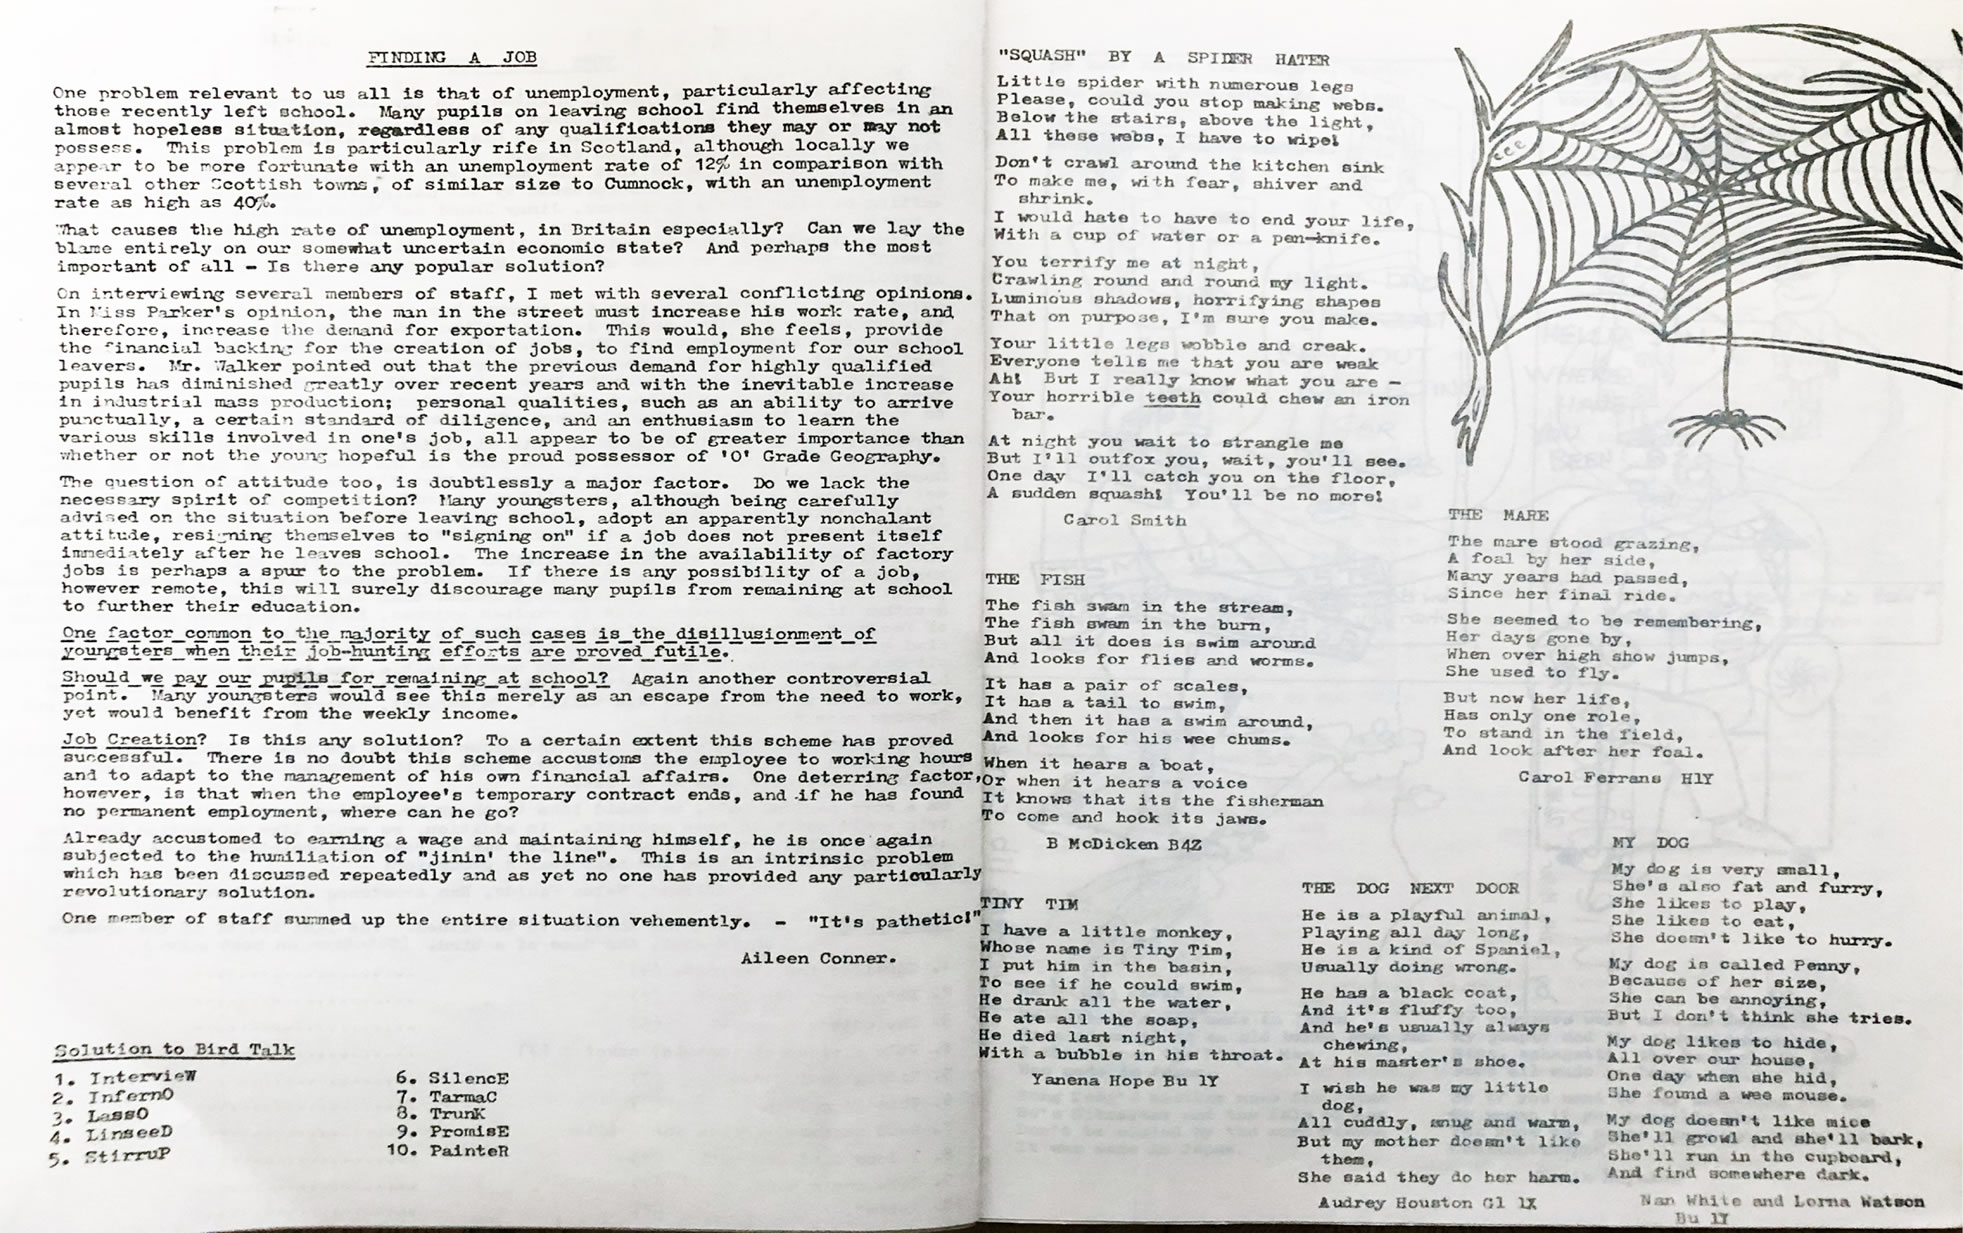 FINDING A JOB
One problem relevant to us all is that of unemployment, particularly affecting
those recently left school. Many pupils on leaving school find themselves in an
almost hopeless situation, regardless of any qualifications they may or may not
possess. This problem is particularly rife in Scotland, although locally we
appear to be more fortunate with an unemployment rate of 12% in comparison with
several other Scottish towns, of similar size to Cumnock, with an unemployment
rate as high as 40%.
What causes the high rate of unemployment, in Britain especially? Can we lay the
blame entirely on our somewhat uncertain economic state? And perhaps the most
important of all - Is there any popular solution?
On interviewing several members of staff, I met with several conflicting opinions.
In Miss Parker's opinion, the man in the street must increase his work rate, and
therefore, increase the demand for exportation. This would, she feels, provide
the financial backing for the creation of jobs, to find employment for our school
leavers. Mr. Walker pointed out that the previous demand for highly qualified
pupils has diminished greatly over recent years and with the inevitable increase
in industrial mass production; personal qualities, such as an ability to arrive
punctually, a certain standard of diligence, and an enthusiasm to learn the
various skills involved in one's job, all appear to be of greater importance than
whether or not the young hopeful is the proud possessor of 'O' Grade Geography.
The question of attitude too, is doubtlessly a major factor. Do we lack the
necessary spirit of competition? Many youngsters, although being carefully
advised on the situation before leaving school, adopt an apparently nonchalant
attitude, resigning themselves to "signing on" if a job does not present itself
immediately after he leaves school. The increase in the availability of factory
jobs is perhaps a spur to the problem. If there is any possibility of a job,
however remote, this will surely discourage many pupils from remaining at school
to further their education.
One factor common to the majority of such cases is the disillusionment of
youngsters when their job-hunting efforts are proved futile.
Should we pay our pupils for remaining at school? Again another controversial
point. Many youngsters would see this merely as an escape from the need to work,
yet would benefit from the weekly income.
Job Creation? Is this any solution? To a certain extent this scheme has proved
successful. There is no doubt this scheme accustoms the employee to working hours
and to adapt to the management of his own financial affairs. One deterring factor,
however, is that when the employee's temporary contract ends, and if he has found
no permanent employment, where can he go?
Already accustomed to earning a wage and maintaining himself, he is once again
subjected to the humiliation of "jinin' the line". This is an intrinsic problem
which has been discussed repeatedly and as yet no one has provided any particularly
revolutionary solution.
One member of staff summed up the entire situation vehemently. - "It's pathetic!"
Aileen Conner.
Solution to Bird Talk
1. IntervieW
2. InfernO
3. LassO
4. LinseeD
5. StirruP
6. SilencE
7. TarmaC
8. TrunK
9. PromisE
10. PainteR
"SQUASH" BY A SPIDER HATER
Little spider with numerous legs
Please, could you stop making webs.
Below the stairs, above the light,
All these webs, I have to wipe!
Don't crawl around the kitchen sink
To make me, with fear, shiver and
shrink.
I would hate to have to end your life,
With a cup of water or a pen-knife.
You terrify me at night,
Crawling round and round my light.
Luminous shadows, horrifying shapes
That on purpose, I'm sure you make.
Your little legs wobble and creak.
Everyone tells me that you are weak
Ah! But I really know what you are -
Your horrible teeth could chew an iron
bar.
At night you wait to strangle me
But I'll outfox you, wait, you'll see.
One day I'll catch you on the floor,
A sudden squash! You'll be no more!
Carol Smith
THE FISH
The fish swam in the stream,
The fish swam in the burn,
But all it does is swim around
And looks for flies and worms.
It has a pair of scales,
It has a tail to swim,
And then it has a swim around,
And looks for his wee chums.
When it hears a boat,
Or when it hears a voice
It knows that its the fisherman
To come and hook its jaws.
B McDicken B4Z
TINY TIM
I have a little monkey,
Whose name is Tiny Tim,
I put him in the basin,
To see if he could swim,
He drank all the water,
He ate all the soap,
He died last night,
With a bubble in his throat.
Yanena Hope Bu 1Y
THE MARE
The mare stood grazing,
A foal by her side,
Many years had passed,
Since her final ride.
She seemed to be remembering,
Her days gone by,
When over high show jumps,
She used to fly.
But now her life,
Has only one role,
To stand in the field,
And look after her foal.
Carol Ferrans H1Y
THE DOG NEXT DOOR
He is a playful animal,
Playing all day long,
He is a kind of Spaniel,
Usually doing wrong.
He has a black coat,
And it's fluffy too,
And he's usually always
chewing,
At his master's shoe.
I wish he was my little
dog,
All cuddly, snug and warm,
But my mother doesn't like
them,
She said they do her harm.
Audrey Houston Gl 1X
MY DOG
My dog is very small,
She's also fat and furry,
She likes to play,
She likes to eat,
She doesn't like to hurry.
My dog is called Penny,
Because of her size,
She can be annoying,
But I don't think she tries.
My dog likes to hide,
All over our house,
One day when she hid,
She found a wee mouse.
My dog doesn't like mice
She'll growl and she'll bark,
She'll run in the cupboard,
And find somewhere dark.
Nan White and Lorna Watson
Bu 1Y